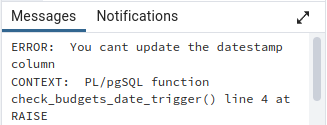 Messages Notifications
ERROR:  You cant update the datestamp
column
CONTEXT:  PL/pgSQL function
check_budgets_date_trigger() line 4 at
RAISE